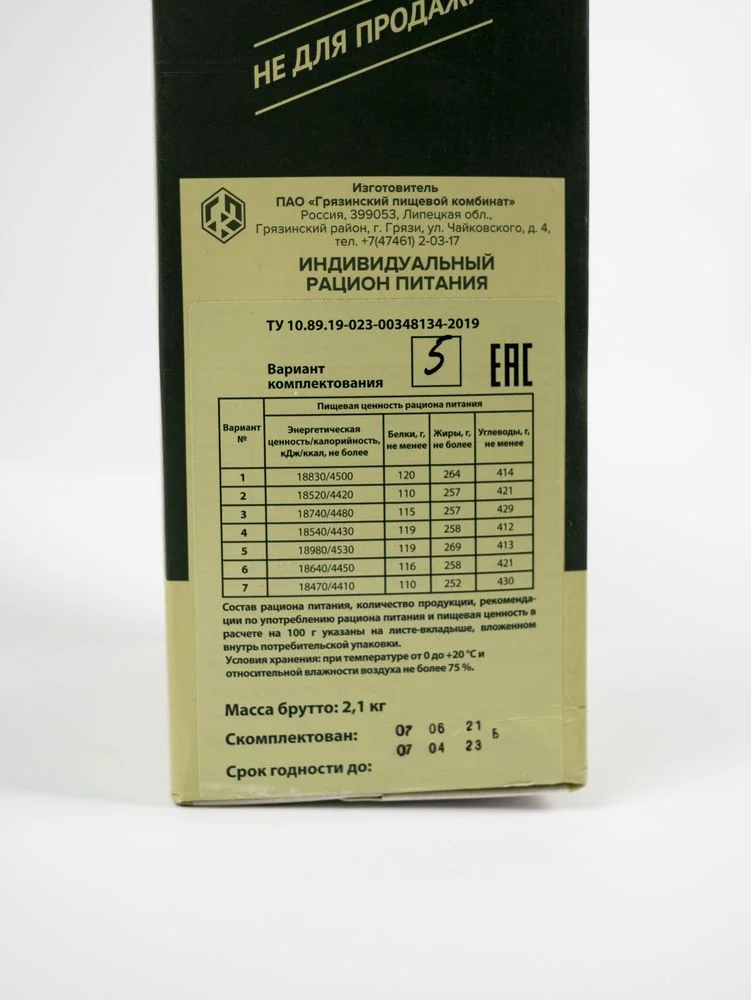 НЕ ДЛЯ ПРОДАЖ
Изготовитель
ПАО «Грязинский пищевой комбинат»
Россия, 399053, Липецкая обл.,
Грязинский район, г. Грязи, ул. Чайковского, д. 4,
тел. +7(47461) 2-03-17
ИНДИВИДУАЛЬНЫЙ
РАЦИОН ПИТАНИЯ
ТУ 10.89.19-023-00348134-2019
Вариант
комплектования
5
ЕАС
Вариант №
Пищевая ценность рациона питания
Энергетическая ценность/калорийность, кДж/ккал, не более
Белки, г, не менее
Жиры, г, не более
Углеводы, г, не менее
1 18830/4500 120 264 414
2 18520/4420 110 257 421
3 18740/4480 115 257 429
4 18540/4430 119 258 412
5 18980/4530 119 269 413
6 18640/4450 116 258 421
7 18470/4410 110 252 430
Состав рациона питания, количество продукции, рекоменда-
ции по употреблению рациона питания и пищевая ценность в
расчете на 100 г указаны на листе-вкладыше, вложенном
внутрь потребительской упаковки.
Условия хранения: при температуре от 0 до +20 °С и
относительной влажности воздуха не более 75 %.
Масса брутто: 2,1 кг
Скомплектован: 07 06 21 Б
07 04 23
Срок годности до: